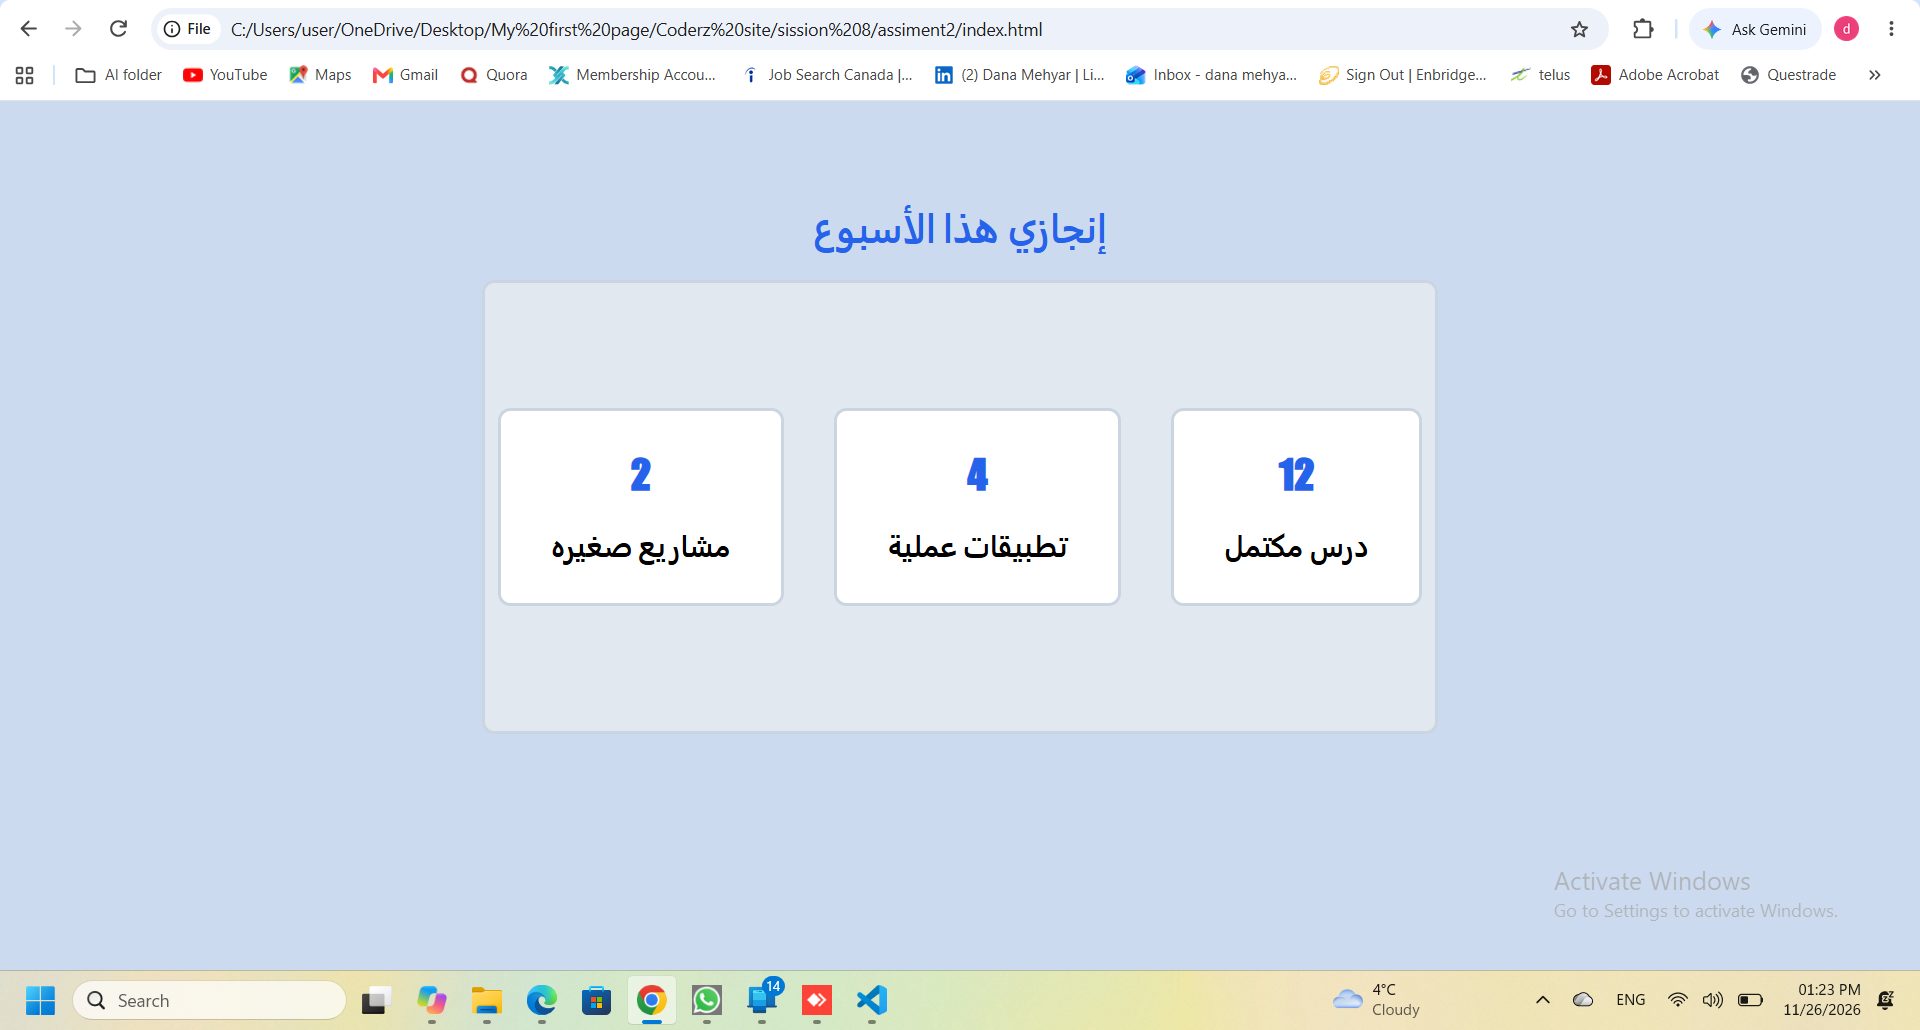 File
C:/Users/user/OneDrive/Desktop/My%20first%20page/Coderz%20site/sission%208/assiment2/index.html
Ask Gemini
d
AI folder
YouTube
Maps
Gmail
Quora
Membership Accou...
Job Search Canada |...
in
(2) Dana Mehyar | Li...
Inbox - dana mehya...
Sign Out | Enbridge...
telus
Adobe Acrobat
Questrade
إنجازي هذا الأسبوع
12
درس مكتمل
4
تطبيقات عملية
2
مشاريع صغيره
Activate Windows
Go to Settings to activate Windows.
Search
14
4°C
Cloudy
ENG
01:23 PM
11/26/2026